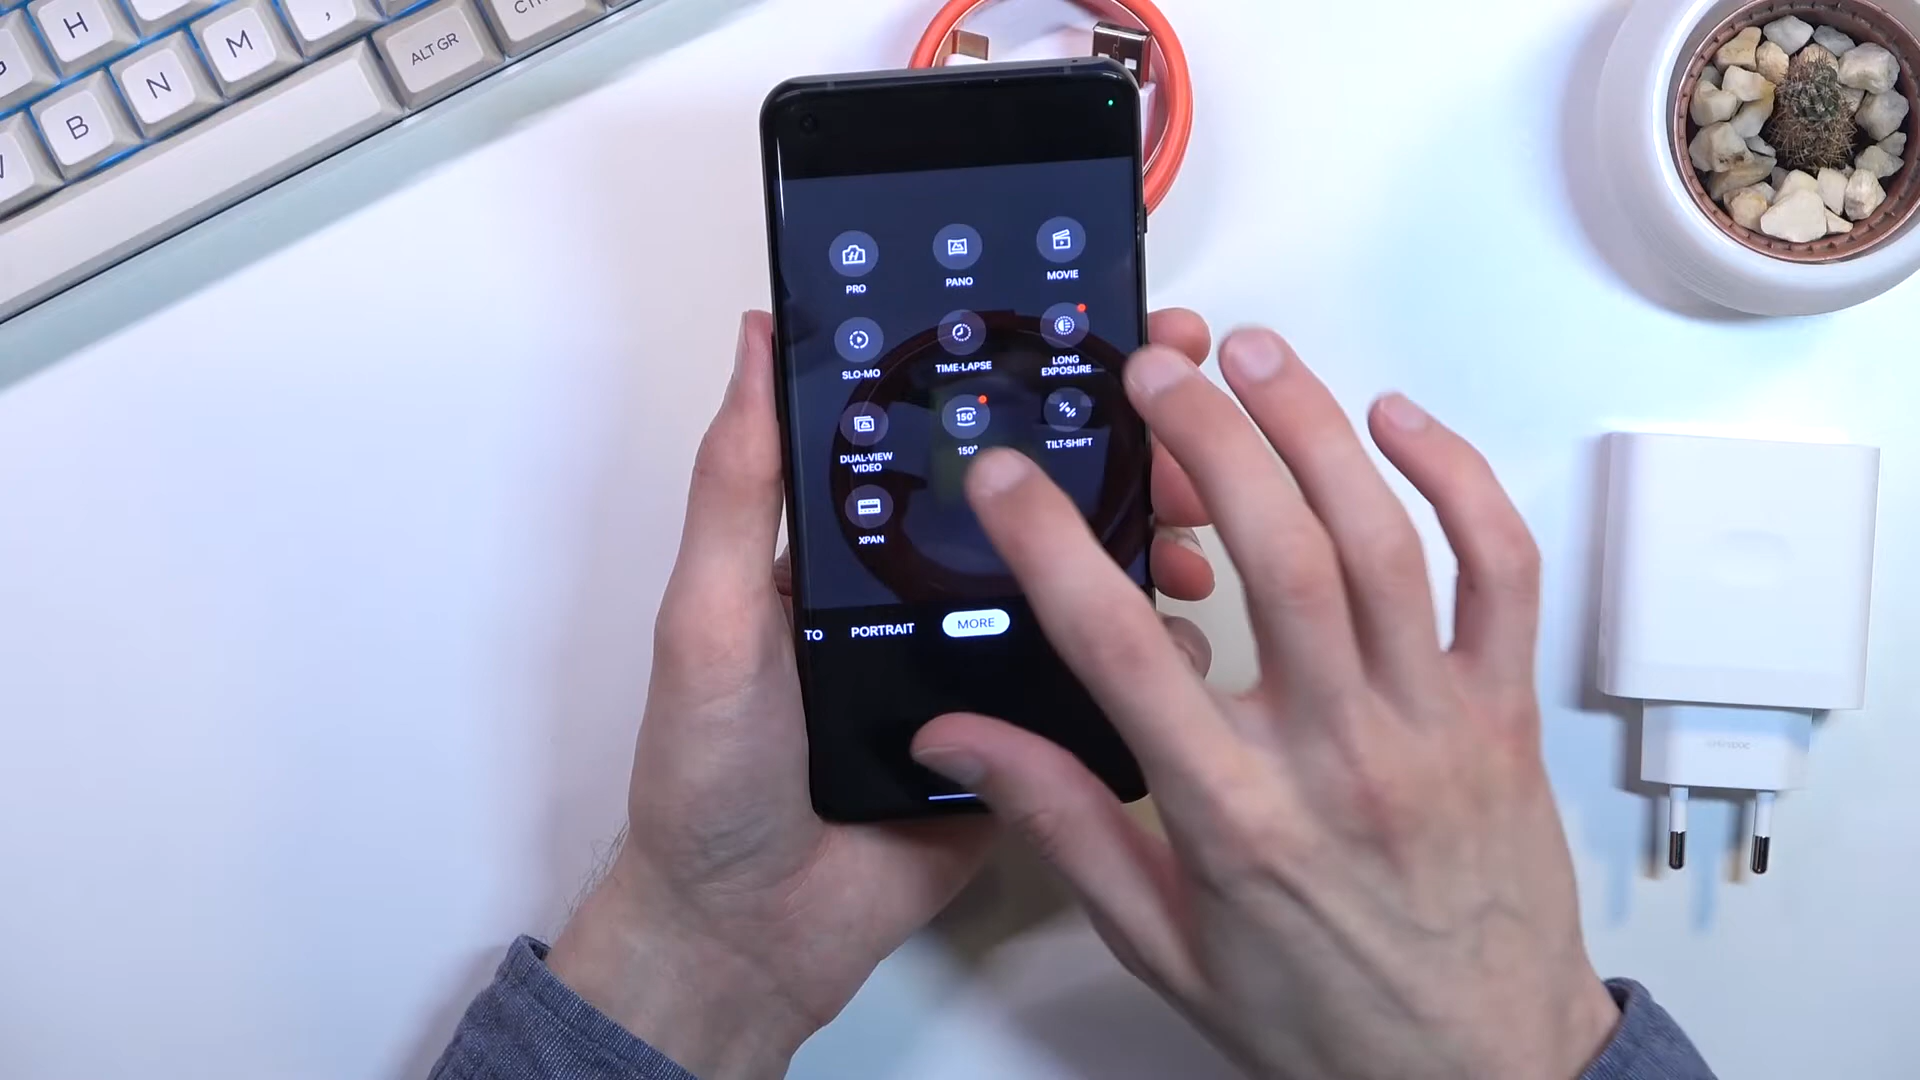 H
,
M
N
B
ALT GR
PRO
PANO
MOVIE
SLO-MO
TIME-LAPSE
LONG
EXPOSURE
150°
DUAL-VIEW
VIDEO
150°
TILT-SHIFT
XPAN
TO
PORTRAIT
MORE